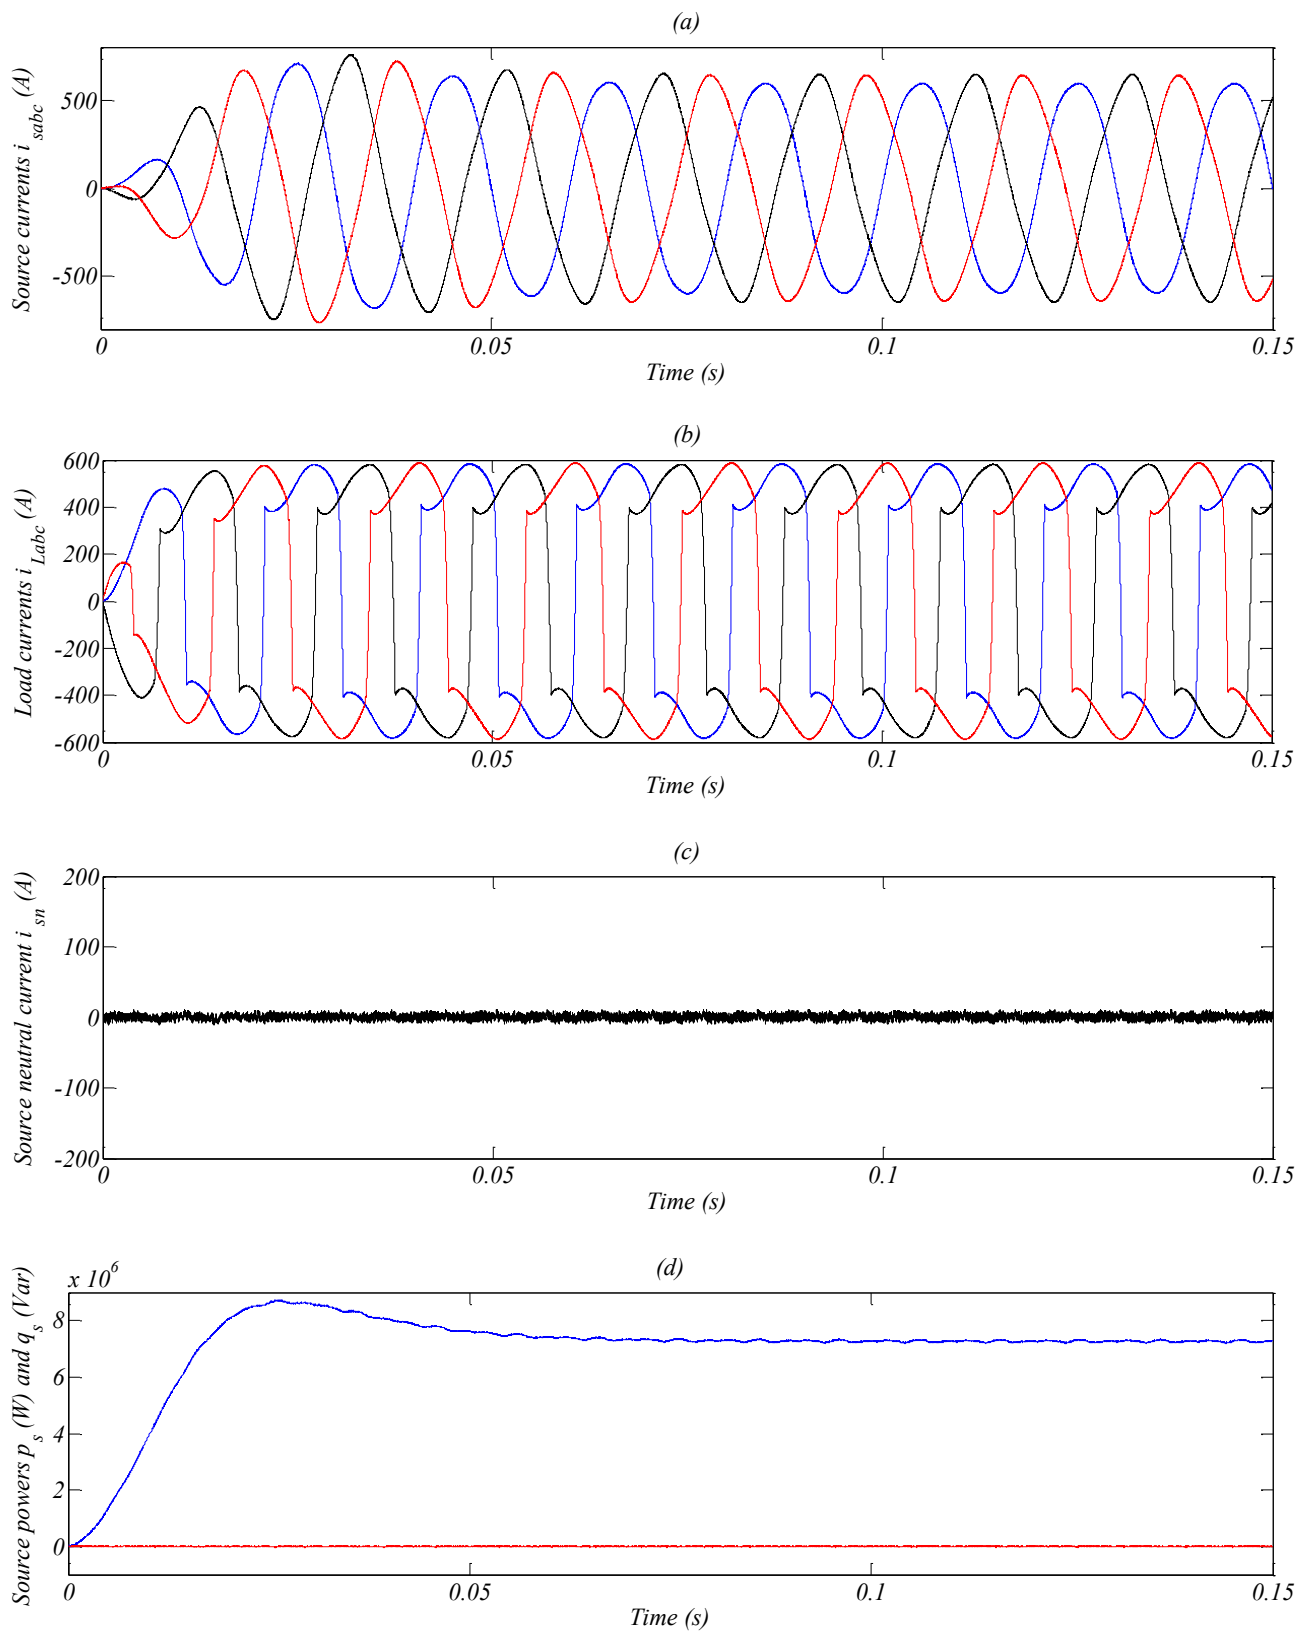 (a)
Source currents i sabc (A)
500
0
-500
0
0.05
0.1
0.15
Time (s)
(b)
Load currents i Labc (A)
600
400
200
0
-200
-400
-600
0
0.05
0.1
0.15
Time (s)
(c)
Source neutral current i sn (A)
200
100
0
-100
-200
0
0.05
0.1
0.15
Time (s)
(d)
x 10^6
Source powers p s (W) and q s (Var)
8
6
4
2
0
0
0.05
0.1
0.15
Time (s)